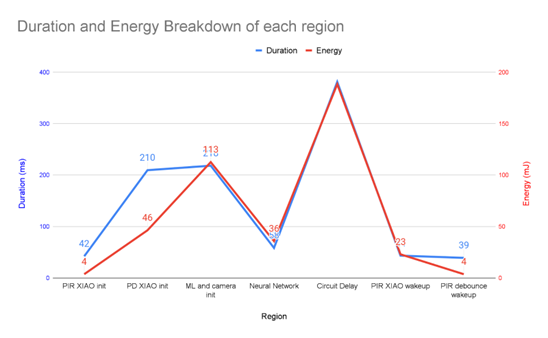 Duration and Energy Breakdown of each region
Duration Energy
400
300
200
100
0
Duration (ms)
200
150
100
50
0
Energy (mJ)
42
4
210
46
113
36
23
39
4
PIR XIAO init
PD XIAO init
ML and camera
init
Neural Network
Circuit Delay
PIR XIAO wakeup
PIR debounce
wakeup
Region